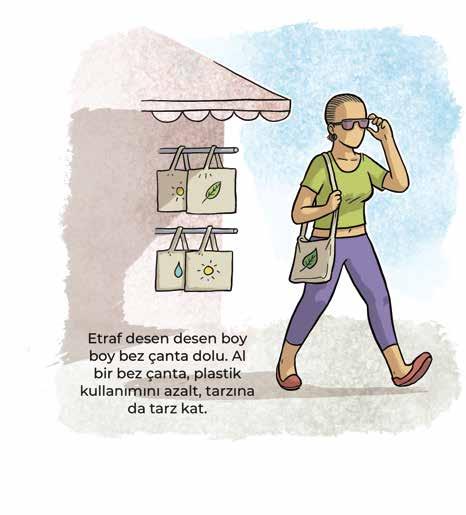 Etraf desen desen boy
boy bez çanta dolu. Al
bir bez çanta, plastik
kullanımını azalt, tarzına
da tarz kat.